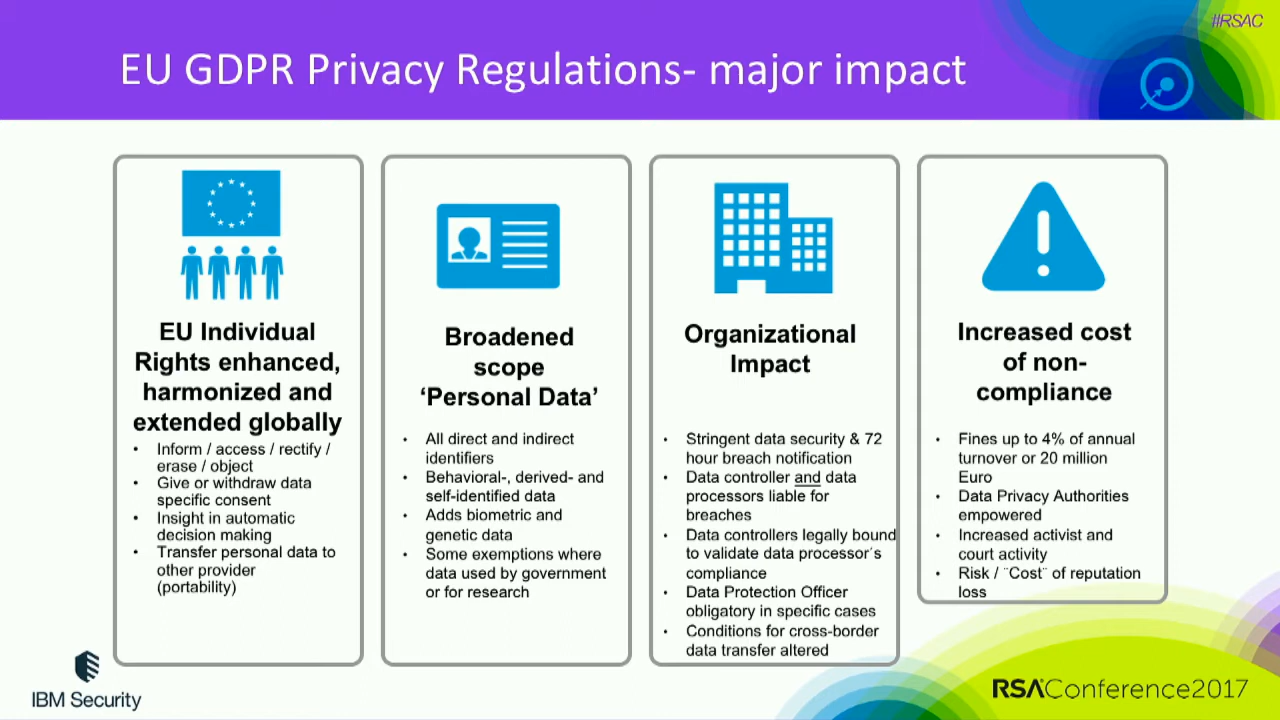 #RSAC
EU GDPR Privacy Regulations- major impact
EU Individual
Rights enhanced,
harmonized and
extended globally
• Inform / access / rectify /
erase / object
• Give or withdraw data
specific consent
• Insight in automatic
decision making
• Transfer personal data to
other provider
(portability)
Broadened
scope
‘Personal Data’
• All direct and indirect
identifiers
• Behavioral-, derived- and
self-identified data
• Adds biometric and
genetic data
• Some exemptions where
data used by government
or for research
Organizational
Impact
• Stringent data security & 72
hour breach notification
• Data controller and data
processors liable for
breaches
• Data controllers legally bound
to validate data processor´s
compliance
• Data Protection Officer
obligatory in specific cases
• Conditions for cross-border
data transfer altered
Increased cost
of non-
compliance
• Fines up to 4% of annual
turnover or 20 million
Euro
• Data Privacy Authorities
empowered
• Increased activist and
court activity
• Risk / ¨Cost¨ of reputation
loss
IBM Security
RSAConference2017